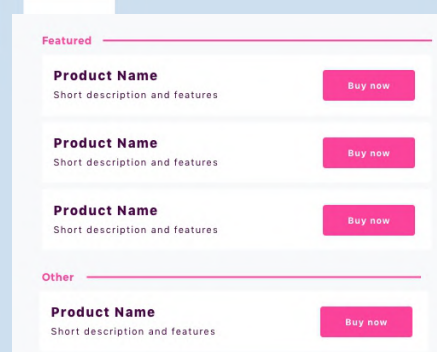 Featured
Product Name
Short description and features
Buy now
Product Name
Short description and features
Buy now
Product Name
Short description and features
Buy now
Other
Product Name
Short description and features
Buy now